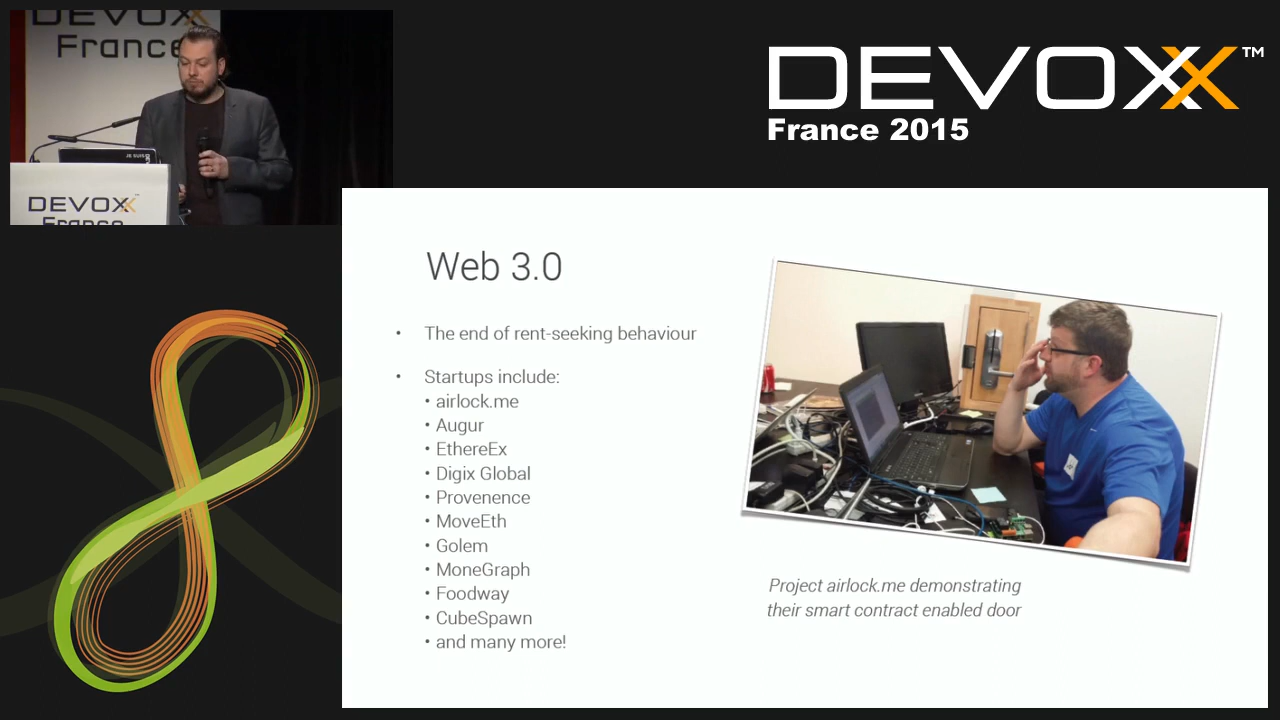 DEVOXX
France
JE SUIS
DEVOXX
France
DEVOXX™
France 2015
Web 3.0
• The end of rent-seeking behaviour
• Startups include:
• airlock.me
• Augur
• EthereEx
• Digix Global
• Provenence
• MoveEth
• Golem
• MoneGraph
• Foodway
• CubeSpawn
• and many more!
Project airlock.me demonstrating
their smart contract enabled door